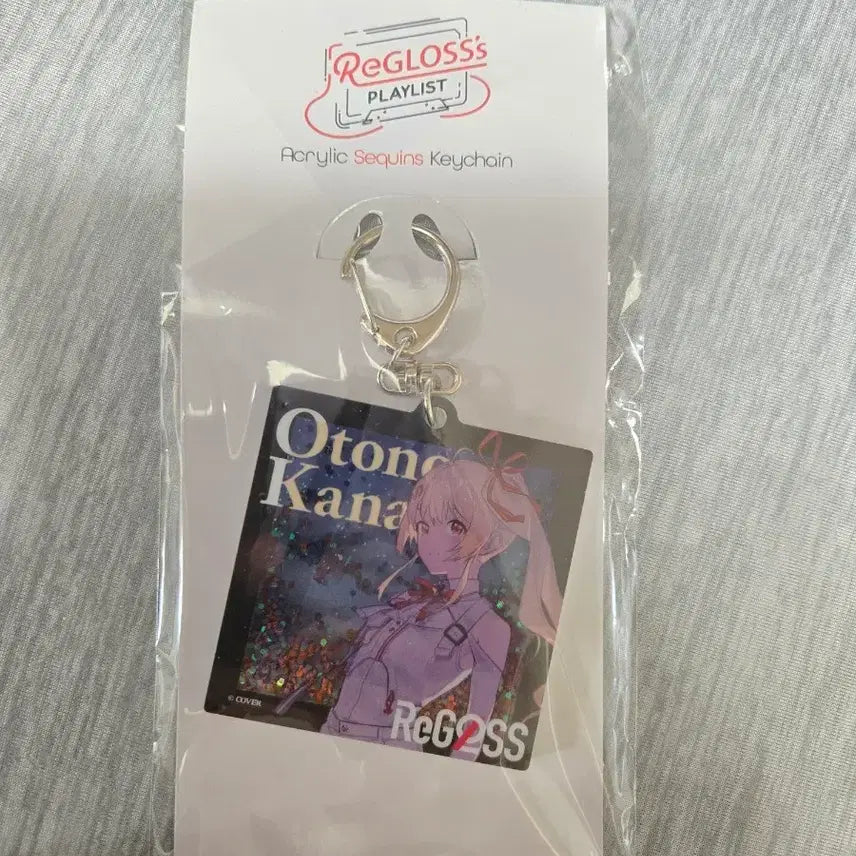 ReGLOSS's
PLAYLIST
Acrylic Sequins Keychain
Otono
Kana
© COVER
ReGLOSS